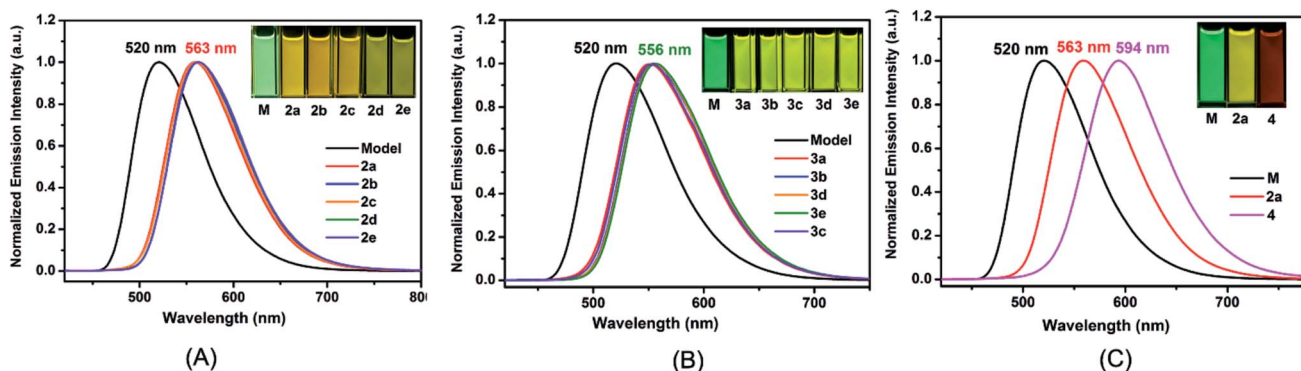 Normalized Emission Intensity (a.u.)
1.2
1.0
0.8
0.6
0.4
0.2
0.0
520 nm 563 nm
M 2a 2b 2c 2d 2e
Model
2a
2b
2c
2d
2e
500 600 700
Wavelength (nm)
(A)
Normalized Emission Intensity (a.u.)
1.2
1.0
0.8
0.6
0.4
0.2
0.0
520 nm 556 nm
M 3a 3b 3c 3d 3e
Model
3a
3b
3d
3e
3c
500 600 700
Wavelength (nm)
(B)
Normalized Emission Intensity (a.u.)
1.2
1.0
0.8
0.6
0.4
0.2
0.0
520 nm 563 nm 594 nm
M 2a 4
M
2a
4
500 600 700
Wavelength (nm)
(C)